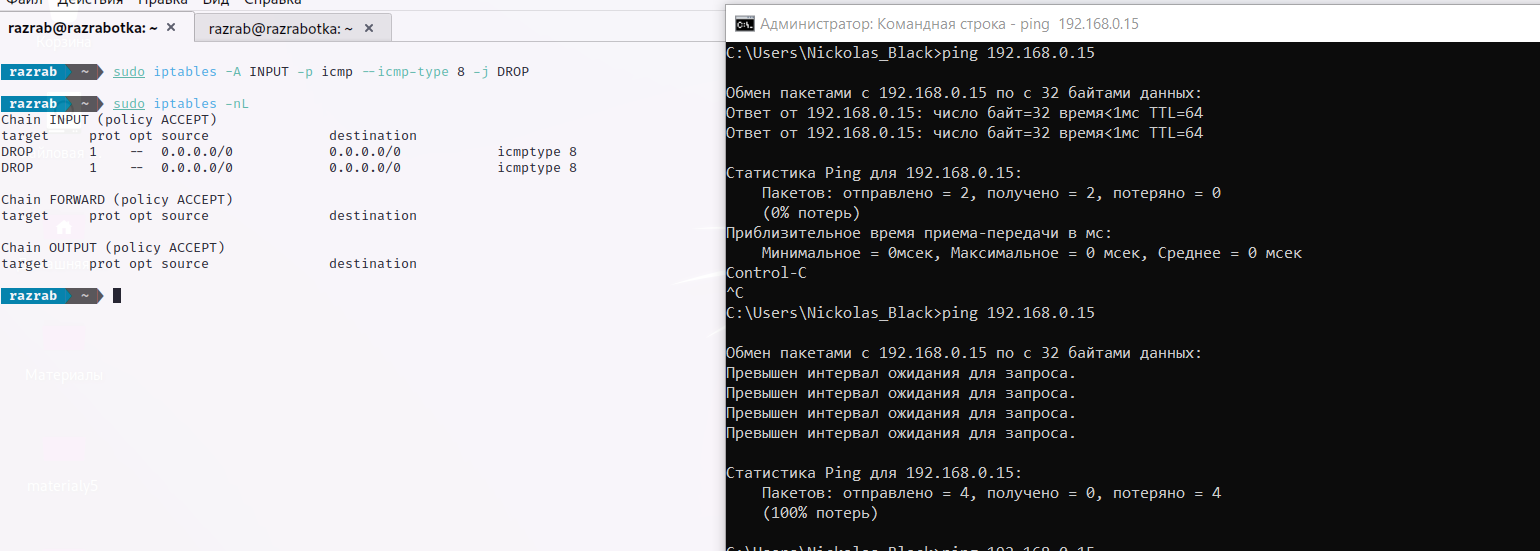 Файл Действия Правка Вид Справка
razrab@razrabotka: ~ × razrab@razrabotka: ~ ×
Корзина
razrab ~ sudo iptables -A INPUT -p icmp --icmp-type 8 -j DROP
razrab ~ sudo iptables -nL
Chain INPUT (policy ACCEPT)
target prot opt source destination
DROP 1 -- 0.0.0.0/0 0.0.0.0/0 icmptype 8
DROP 1 -- 0.0.0.0/0 0.0.0.0/0 icmptype 8
Chain FORWARD (policy ACCEPT)
target prot opt source destination
Chain OUTPUT (policy ACCEPT)
target prot opt source destination
razrab ~
Материалы
materialy5
Администратор: Командная строка - ping 192.168.0.15
C:\Users\Nickolas_Black>ping 192.168.0.15
Обмен пакетами с 192.168.0.15 по с 32 байтами данных:
Ответ от 192.168.0.15: число байт=32 время<1мс TTL=64
Ответ от 192.168.0.15: число байт=32 время<1мс TTL=64
Статистика Ping для 192.168.0.15:
Пакетов: отправлено = 2, получено = 2, потеряно = 0
(0% потерь)
Приблизительное время приема-передачи в мс:
Минимальное = 0мсек, Максимальное = 0 мсек, Среднее = 0 мсек
Control-C
^C
C:\Users\Nickolas_Black>ping 192.168.0.15
Обмен пакетами с 192.168.0.15 по с 32 байтами данных:
Превышен интервал ожидания для запроса.
Превышен интервал ожидания для запроса.
Превышен интервал ожидания для запроса.
Превышен интервал ожидания для запроса.
Статистика Ping для 192.168.0.15:
Пакетов: отправлено = 4, получено = 0, потеряно = 4
(100% потерь)
C:\Users\Nickolas_Black>ping 192.168.0.15